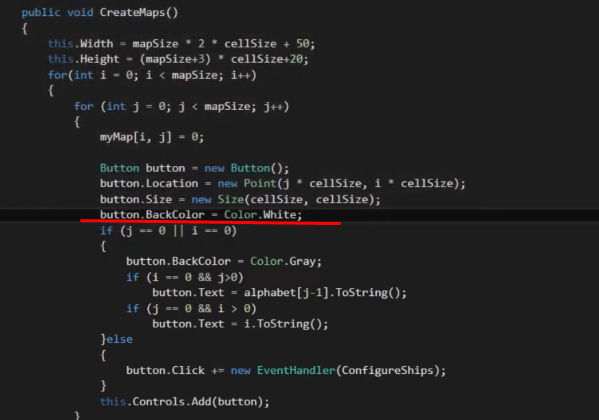 public void CreateMaps()
{
this.Width = mapSize * 2 * cellSize + 50;
this.Height = (mapSize+3) * cellSize+20;
for(int i = 0; i < mapSize; i++)
{
for (int j = 0; j < mapSize; j++)
{
myMap[i, j] = 0;
Button button = new Button();
button.Location = new Point(j * cellSize, i * cellSize);
button.Size = new Size(cellSize, cellSize);
button.BackColor = Color.White;
if (j == 0 || i == 0)
{
button.BackColor = Color.Gray;
if (i == 0 && j>0)
button.Text = alphabet[j-1].ToString();
if (j == 0 && i > 0)
button.Text = i.ToString();
}else
{
button.Click += new EventHandler(ConfigureShips);
}
this.Controls.Add(button);
}